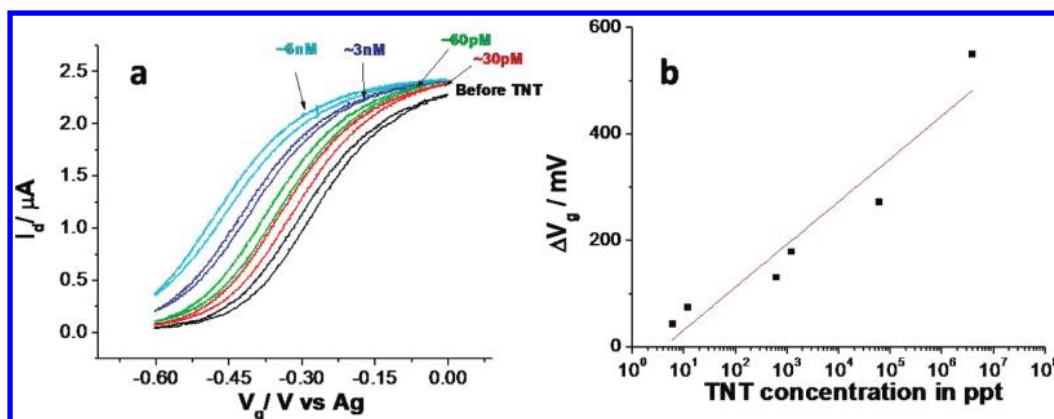 a
~6nM
~3nM
~60pM
~30pM
Before TNT
2.5
2.0
1.5
1.0
0.5
0.0
I_d / μA
-0.60 -0.45 -0.30 -0.15 0.00
V_g / V vs Ag
b
600
400
200
0
ΔV_g / mV
10^0 10^1 10^2 10^3 10^4 10^5 10^6 10^7 10^8
TNT concentration in ppt